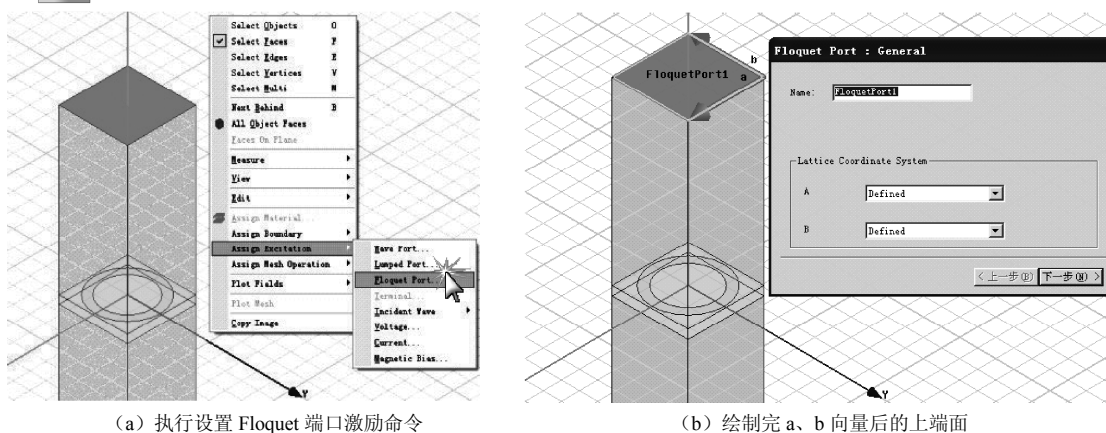 Select Objects O
Select Faces F
Select Edges E
Select Vertices V
Select Multi M
Next Behind B
All Object Faces
Faces On Plane
Measure
View
Edit
Assign Material...
Assign Boundary
Assign Excitation
Assign Mesh Operation
Plot Fields
Plot Mesh
Copy Image
Wave Port...
Lumped Port...
Floquet Port...
Terminal...
Incident Wave
Voltage...
Current...
Magnetic Bias...
Y
(a)执行设置 Floquet 端口激励命令
FloquetPort1
a
b
Y
Floquet Port : General
Name: FloquetPort1
Lattice Coordinate System
A Defined
B Defined
< 上一步(B) 下一步(N) >
(b)绘制完 a、b 向量后的上端面